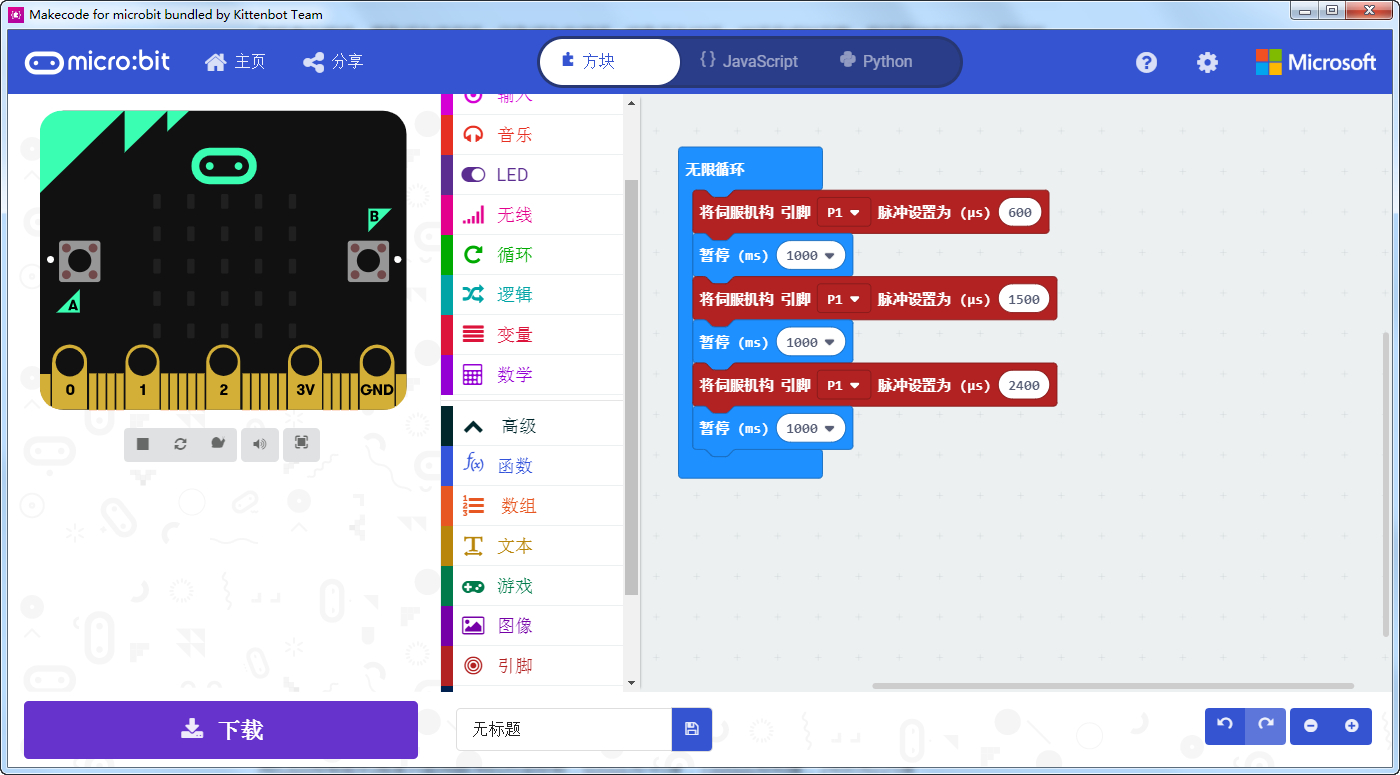 Makecode for microbit bundled by Kittenbot Team
micro:bit 主页 分享 方块 {} JavaScript Python ? Microsoft
输入
音乐
LED
无线
循环
逻辑
变量
数学
高级
f(x) 函数
数组
文本
游戏
图像
引脚
B
A
0 1 2 3V GND
无限循环
将伺服机构 引脚 P1 脉冲设置为 (μs) 600
暂停 (ms) 1000
将伺服机构 引脚 P1 脉冲设置为 (μs) 1500
暂停 (ms) 1000
将伺服机构 引脚 P1 脉冲设置为 (μs) 2400
暂停 (ms) 1000
下载
无标题